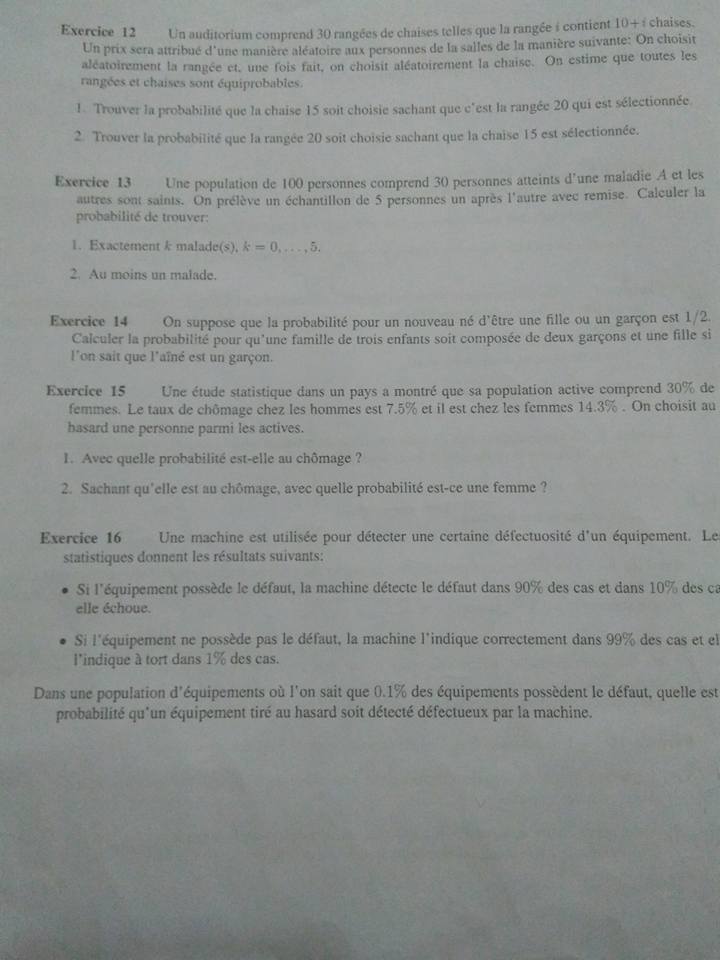 Exercice 12 Un auditorium comprend 30 rangées de chaises telles que la rangée i contient 10+i chaises.
Un prix sera attribué d'une manière aléatoire aux personnes de la salles de la manière suivante: On choisit
aléatoirement la rangée et, une fois fait, on choisit aléatoirement la chaise. On estime que toutes les
rangées et chaises sont équiprobables.
1. Trouver la probabilité que la chaise 15 soit choisie sachant que c'est la rangée 20 qui est sélectionnée.
2. Trouver la probabilité que la rangée 20 soit choisie sachant que la chaise 15 est sélectionnée.
Exercice 13 Une population de 100 personnes comprend 30 personnes atteints d'une maladie A et les
autres sont saints. On prélève un échantillon de 5 personnes un après l'autre avec remise. Calculer la
probabilité de trouver:
1. Exactement k malade(s), k = 0, . . . , 5.
2. Au moins un malade.
Exercice 14 On suppose que la probabilité pour un nouveau né d'être une fille ou un garçon est 1/2.
Calculer la probabilité pour qu'une famille de trois enfants soit composée de deux garçons et une fille si
l'on sait que l'aîné est un garçon.
Exercice 15 Une étude statistique dans un pays a montré que sa population active comprend 30% de
femmes. Le taux de chômage chez les hommes est 7.5% et il est chez les femmes 14.3% . On choisit au
hasard une personne parmi les actives.
1. Avec quelle probabilité est-elle au chômage ?
2. Sachant qu'elle est au chômage, avec quelle probabilité est-ce une femme ?
Exercice 16 Une machine est utilisée pour détecter une certaine défectuosité d'un équipement. Le
statistiques donnent les résultats suivants:
• Si l'équipement possède le défaut, la machine détecte le défaut dans 90% des cas et dans 10% des ca
elle échoue.
• Si l'équipement ne possède pas le défaut, la machine l'indique correctement dans 99% des cas et el
l'indique à tort dans 1% des cas.
Dans une population d'équipements où l'on sait que 0.1% des équipements possèdent le défaut, quelle est
probabilité qu'un équipement tiré au hasard soit détecté défectueux par la machine.